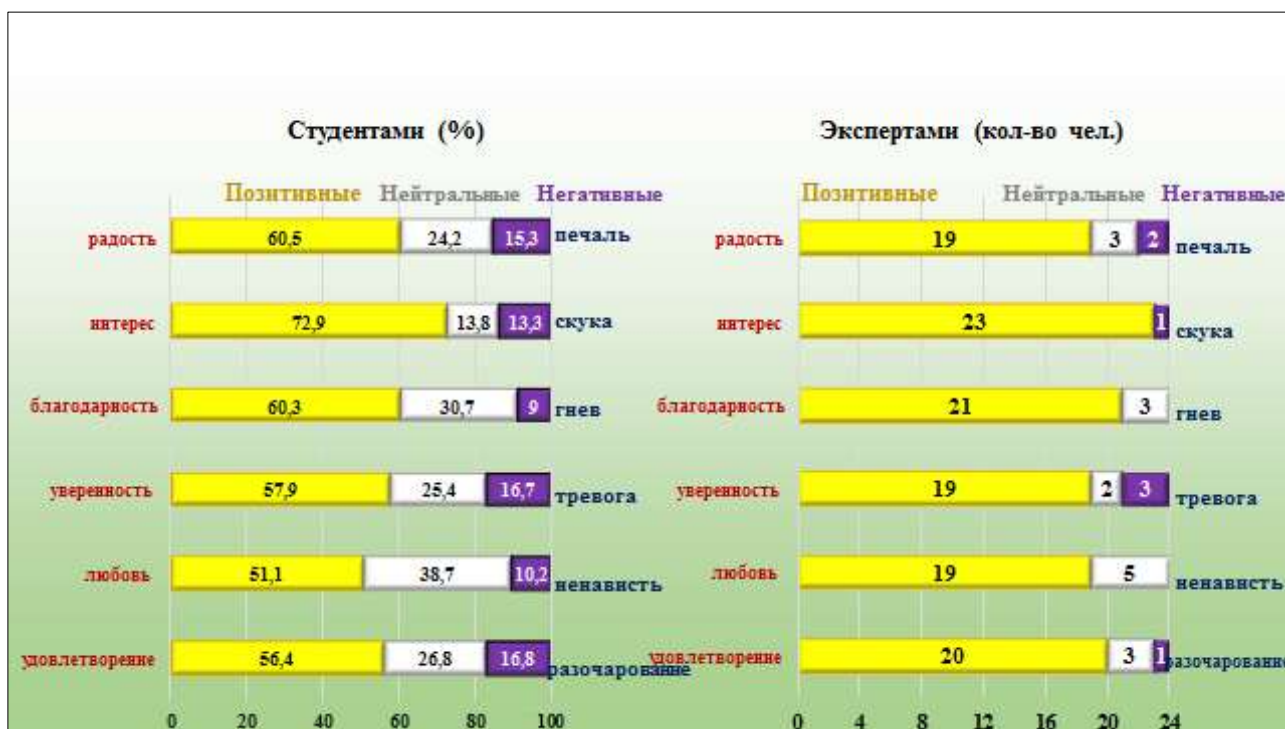 Студентами (%)
Позитивные Нейтральные Негативные
радость 60,5 24,2 15,3 печаль
интерес 72,9 13,8 13,3 скука
благодарность 60,3 30,7 9 гнев
уверенность 57,9 25,4 16,7 тревога
любовь 51,1 38,7 10,2 ненависть
удовлетворение 56,4 26,8 16,8 разочарование
0 20 40 60 80 100
Экспертами (кол-во чел.)
Позитивные Нейтральные Негативные
радость 19 3 2 печаль
интерес 23 1 скука
благодарность 21 3 гнев
уверенность 19 2 3 тревога
любовь 19 5 ненависть
удовлетворение 20 3 1 разочарование
0 4 8 12 16 20 24